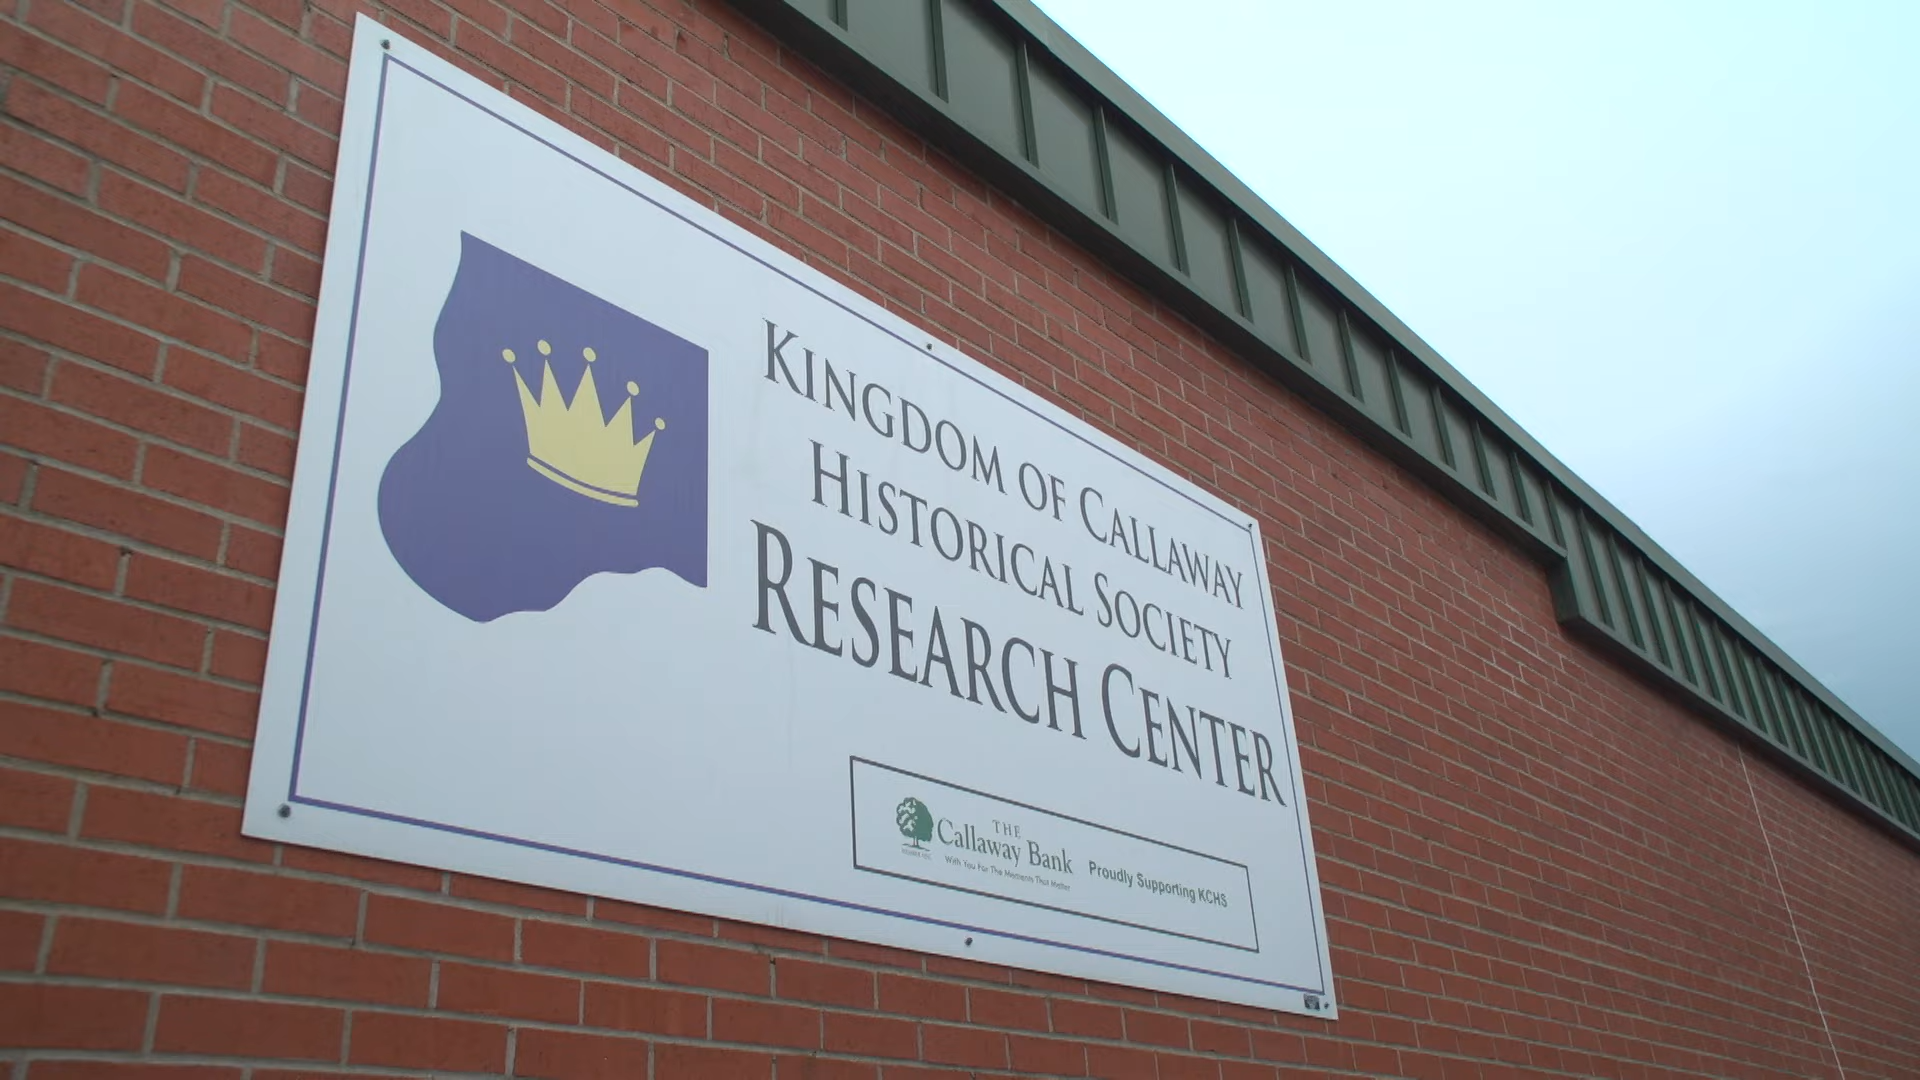 KINGDOM OF CALLAWAY
HISTORICAL SOCIETY
RESEARCH CENTER
THE
Callaway Bank
With You For The Moments That Matter
Proudly Supporting KCHS